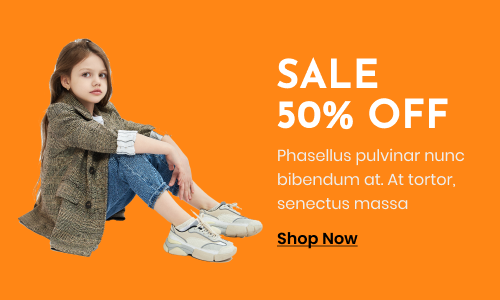 SALE
50% OFF
Phasellus pulvinar nunc
bibendum at. At tortor,
senectus massa
Shop Now